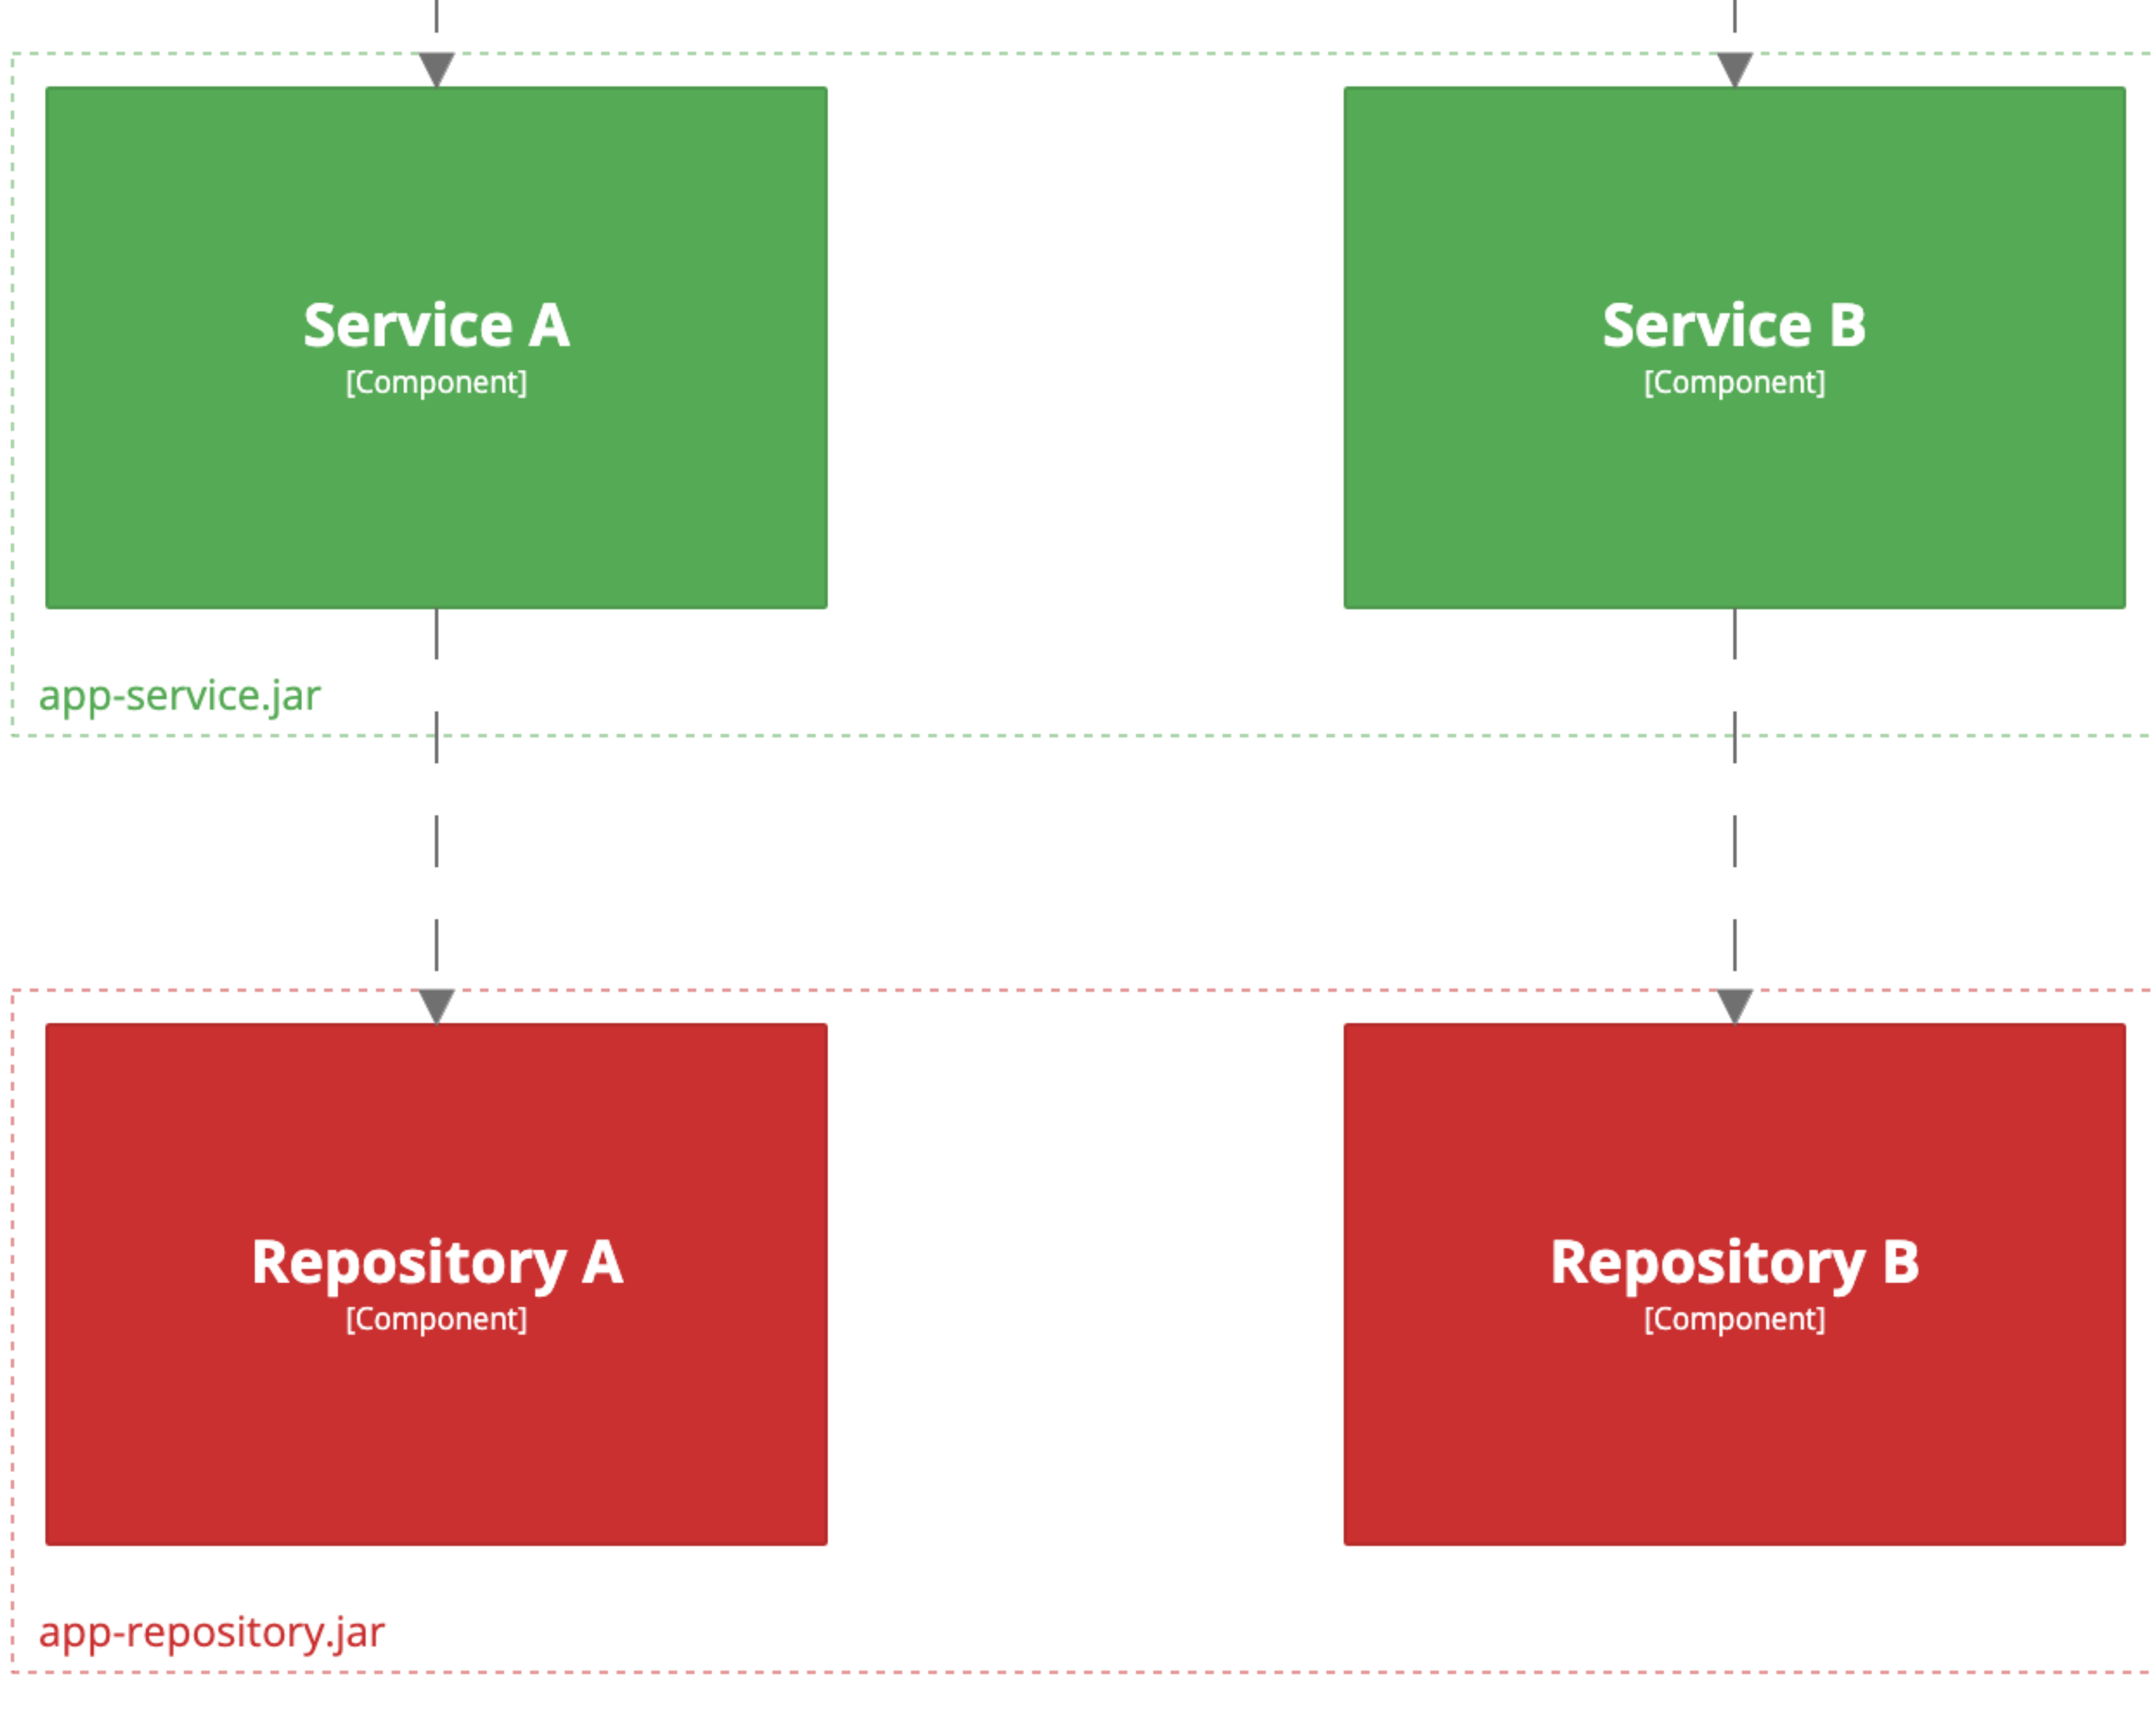 Service A
[Component]
Service B
[Component]
app-service.jar
Repository A
[Component]
Repository B
[Component]
app-repository.jar